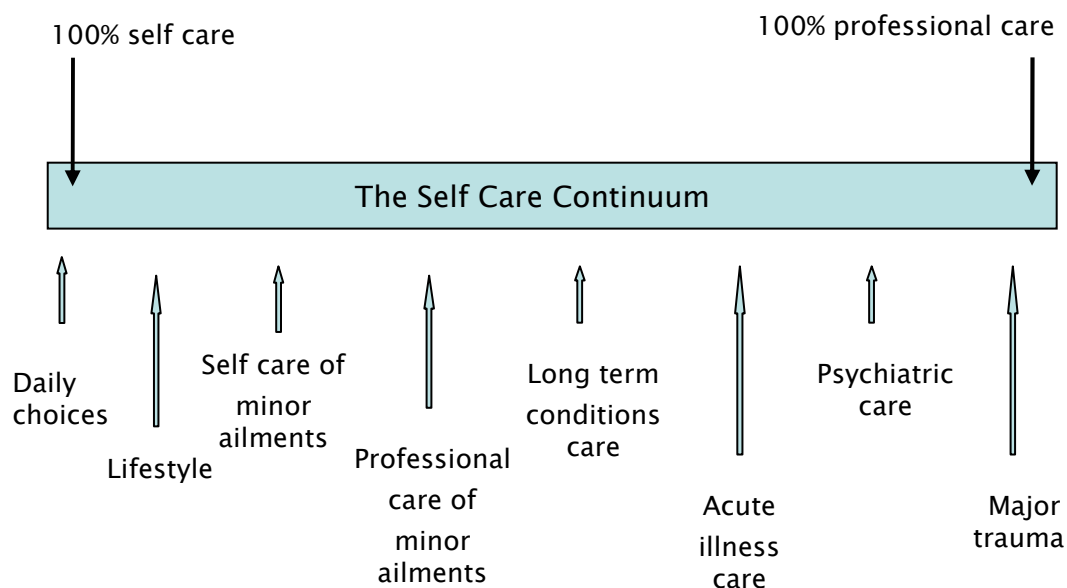 100% self care
100% professional care
The Self Care Continuum
Daily
choices
Lifestyle
Self care of
minor
ailments
Professional
care of
minor
ailments
Long term
conditions
care
Acute
illness
care
Psychiatric
care
Major
trauma